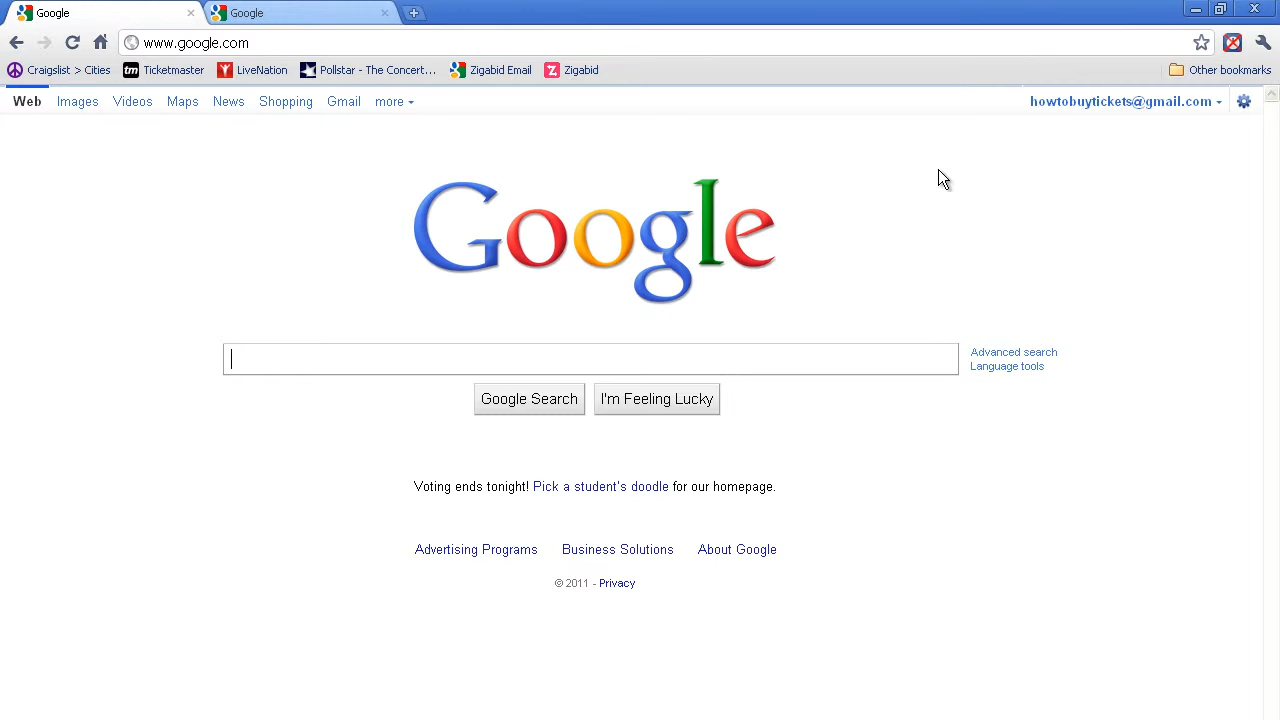 Google Google
www.google.com
Craigslist > Cities Ticketmaster LiveNation Pollstar - The Concert... Zigabid Email Zigabid Other bookmarks
Web Images Videos Maps News Shopping Gmail more howtobuytickets@gmail.com
Google
Advanced search
Language tools
Google Search I'm Feeling Lucky
Voting ends tonight! Pick a student's doodle for our homepage.
Advertising Programs Business Solutions About Google
© 2011 - Privacy